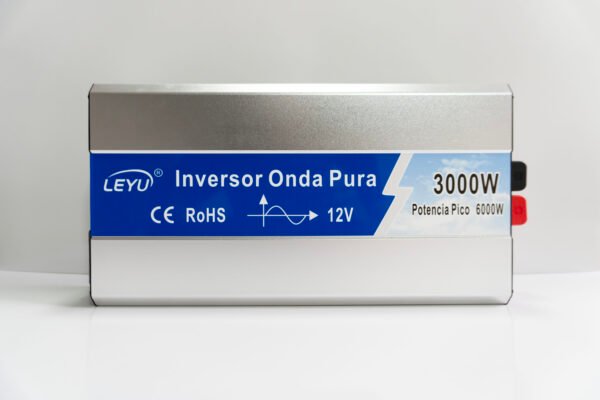 LEYU ®
Inversor Onda Pura
CE RoHS 12V
3000W
Potencia Pico 6000W